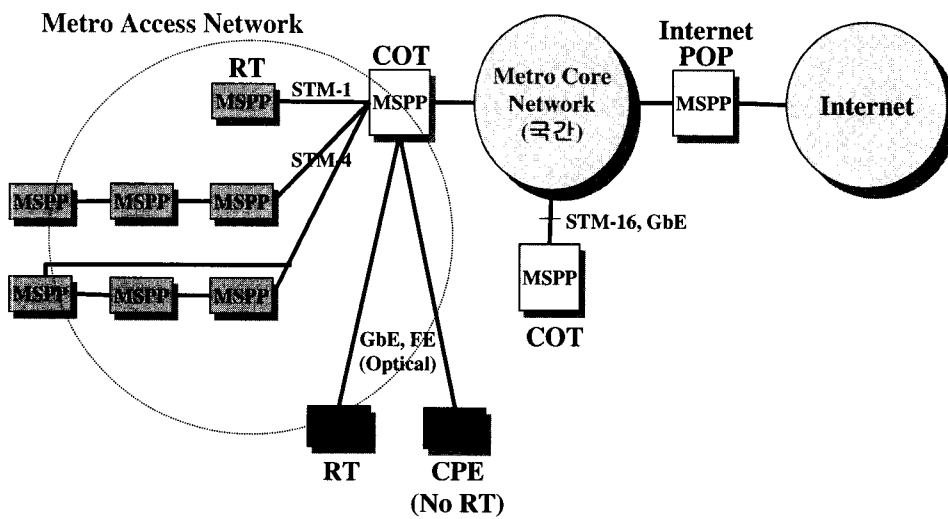 Metro Access Network
RT
MSPP
STM-1
COT
MSPP
Metro Core
Network
(국간)
Internet
POP
MSPP
Internet
STM-4
MSPP
MSPP
MSPP
MSPP
MSPP
MSPP
STM-16, GbE
MSPP
COT
GbE, FE
(Optical)
RT
CPE
(No RT)